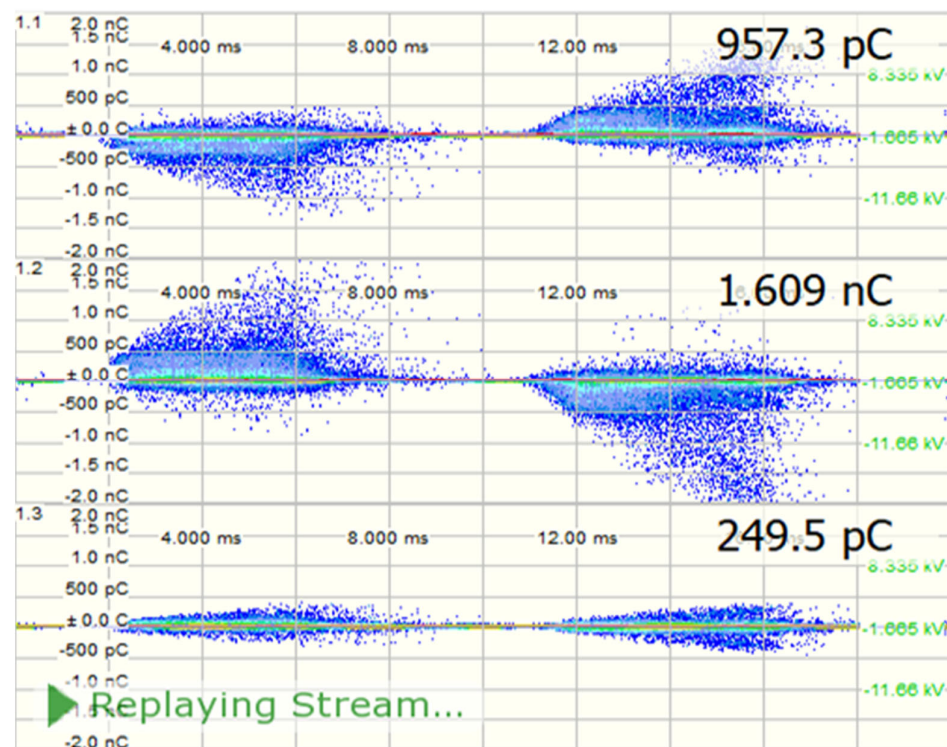 1.1
2.0 nC
1.5 nC
4.000 ms 8.000 ms 12.00 ms
957.3 pC
1.0 nC
8.335 kV
500 pC
± 0.0 C
-1.665 kV
-500 pC
-1.0 nC
-11.66 kV
-1.5 nC
-2.0 nC
1.2
2.0 nC
1.5 nC
4.000 ms 8.000 ms 12.00 ms
1.609 nC
1.0 nC
8.335 kV
500 pC
± 0.0 C
-1.665 kV
-500 pC
-1.0 nC
-11.66 kV
-1.5 nC
-2.0 nC
1.3
2.0 nC
1.5 nC
4.000 ms 8.000 ms 12.00 ms
249.5 pC
1.0 nC
8.335 kV
500 pC
± 0.0 C
-1.665 kV
-500 pC
-1.0 nC
-11.66 kV
Replaying Stream...
-2.0 nC